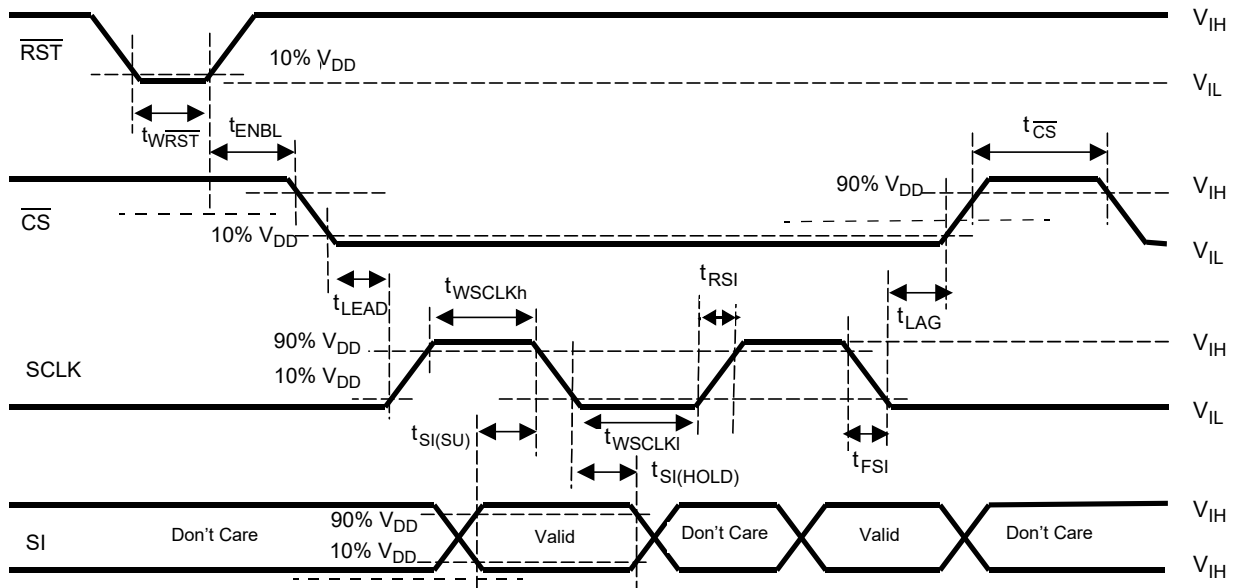 V_IH
RST
10% V_DD
V_IL
t_WRST
t_ENBL
t_CS
90% V_DD
V_IH
CS
10% V_DD
V_IL
t_LEAD
t_WSCLKh
t_RSI
t_LAG
90% V_DD
V_IH
SCLK
10% V_DD
V_IL
t_SI(SU)
t_WSCLKl
t_FSI
t_SI(HOLD)
V_IH
90% V_DD
SI
Don't Care
Valid
Don't Care
Valid
Don't Care
10% V_DD
V_IH